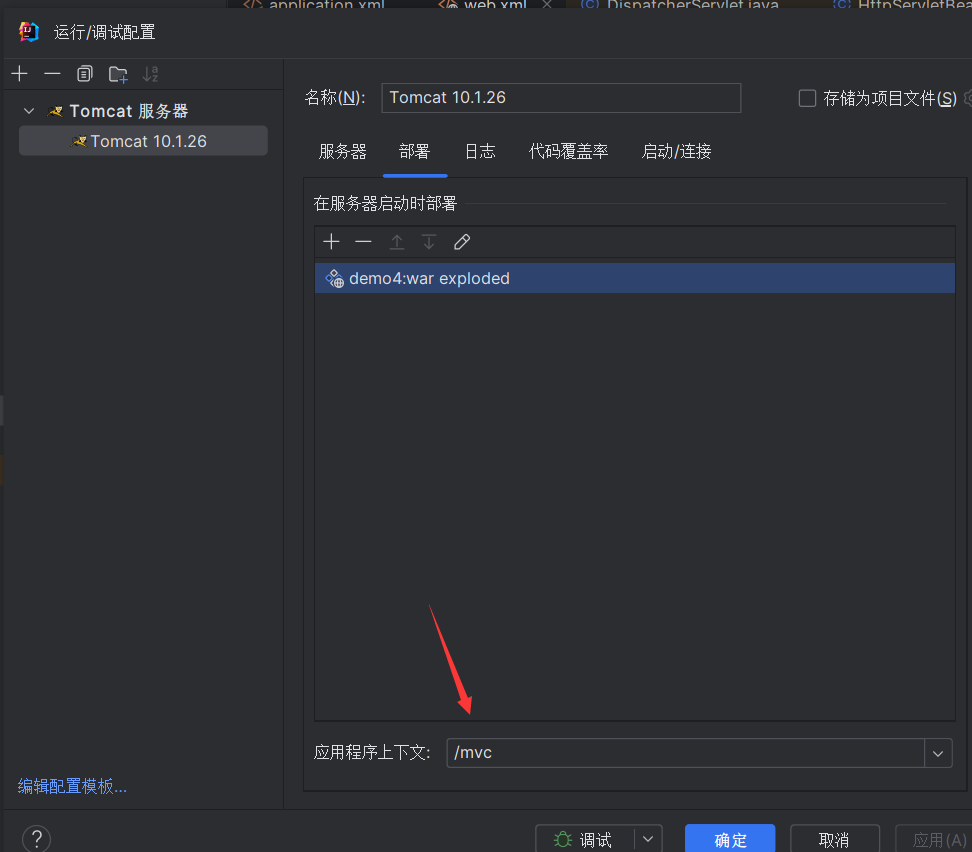 application.xml web.xml DispatcherServlet.java HttpServletBea
运行/调试配置
Tomcat 服务器
Tomcat 10.1.26
名称(N): Tomcat 10.1.26 存储为项目文件(S)
服务器 部署 日志 代码覆盖率 启动/连接
在服务器启动时部署
demo4:war exploded
应用程序上下文: /mvc
编辑配置模板...
? 调试 确定 取消 应用(A)